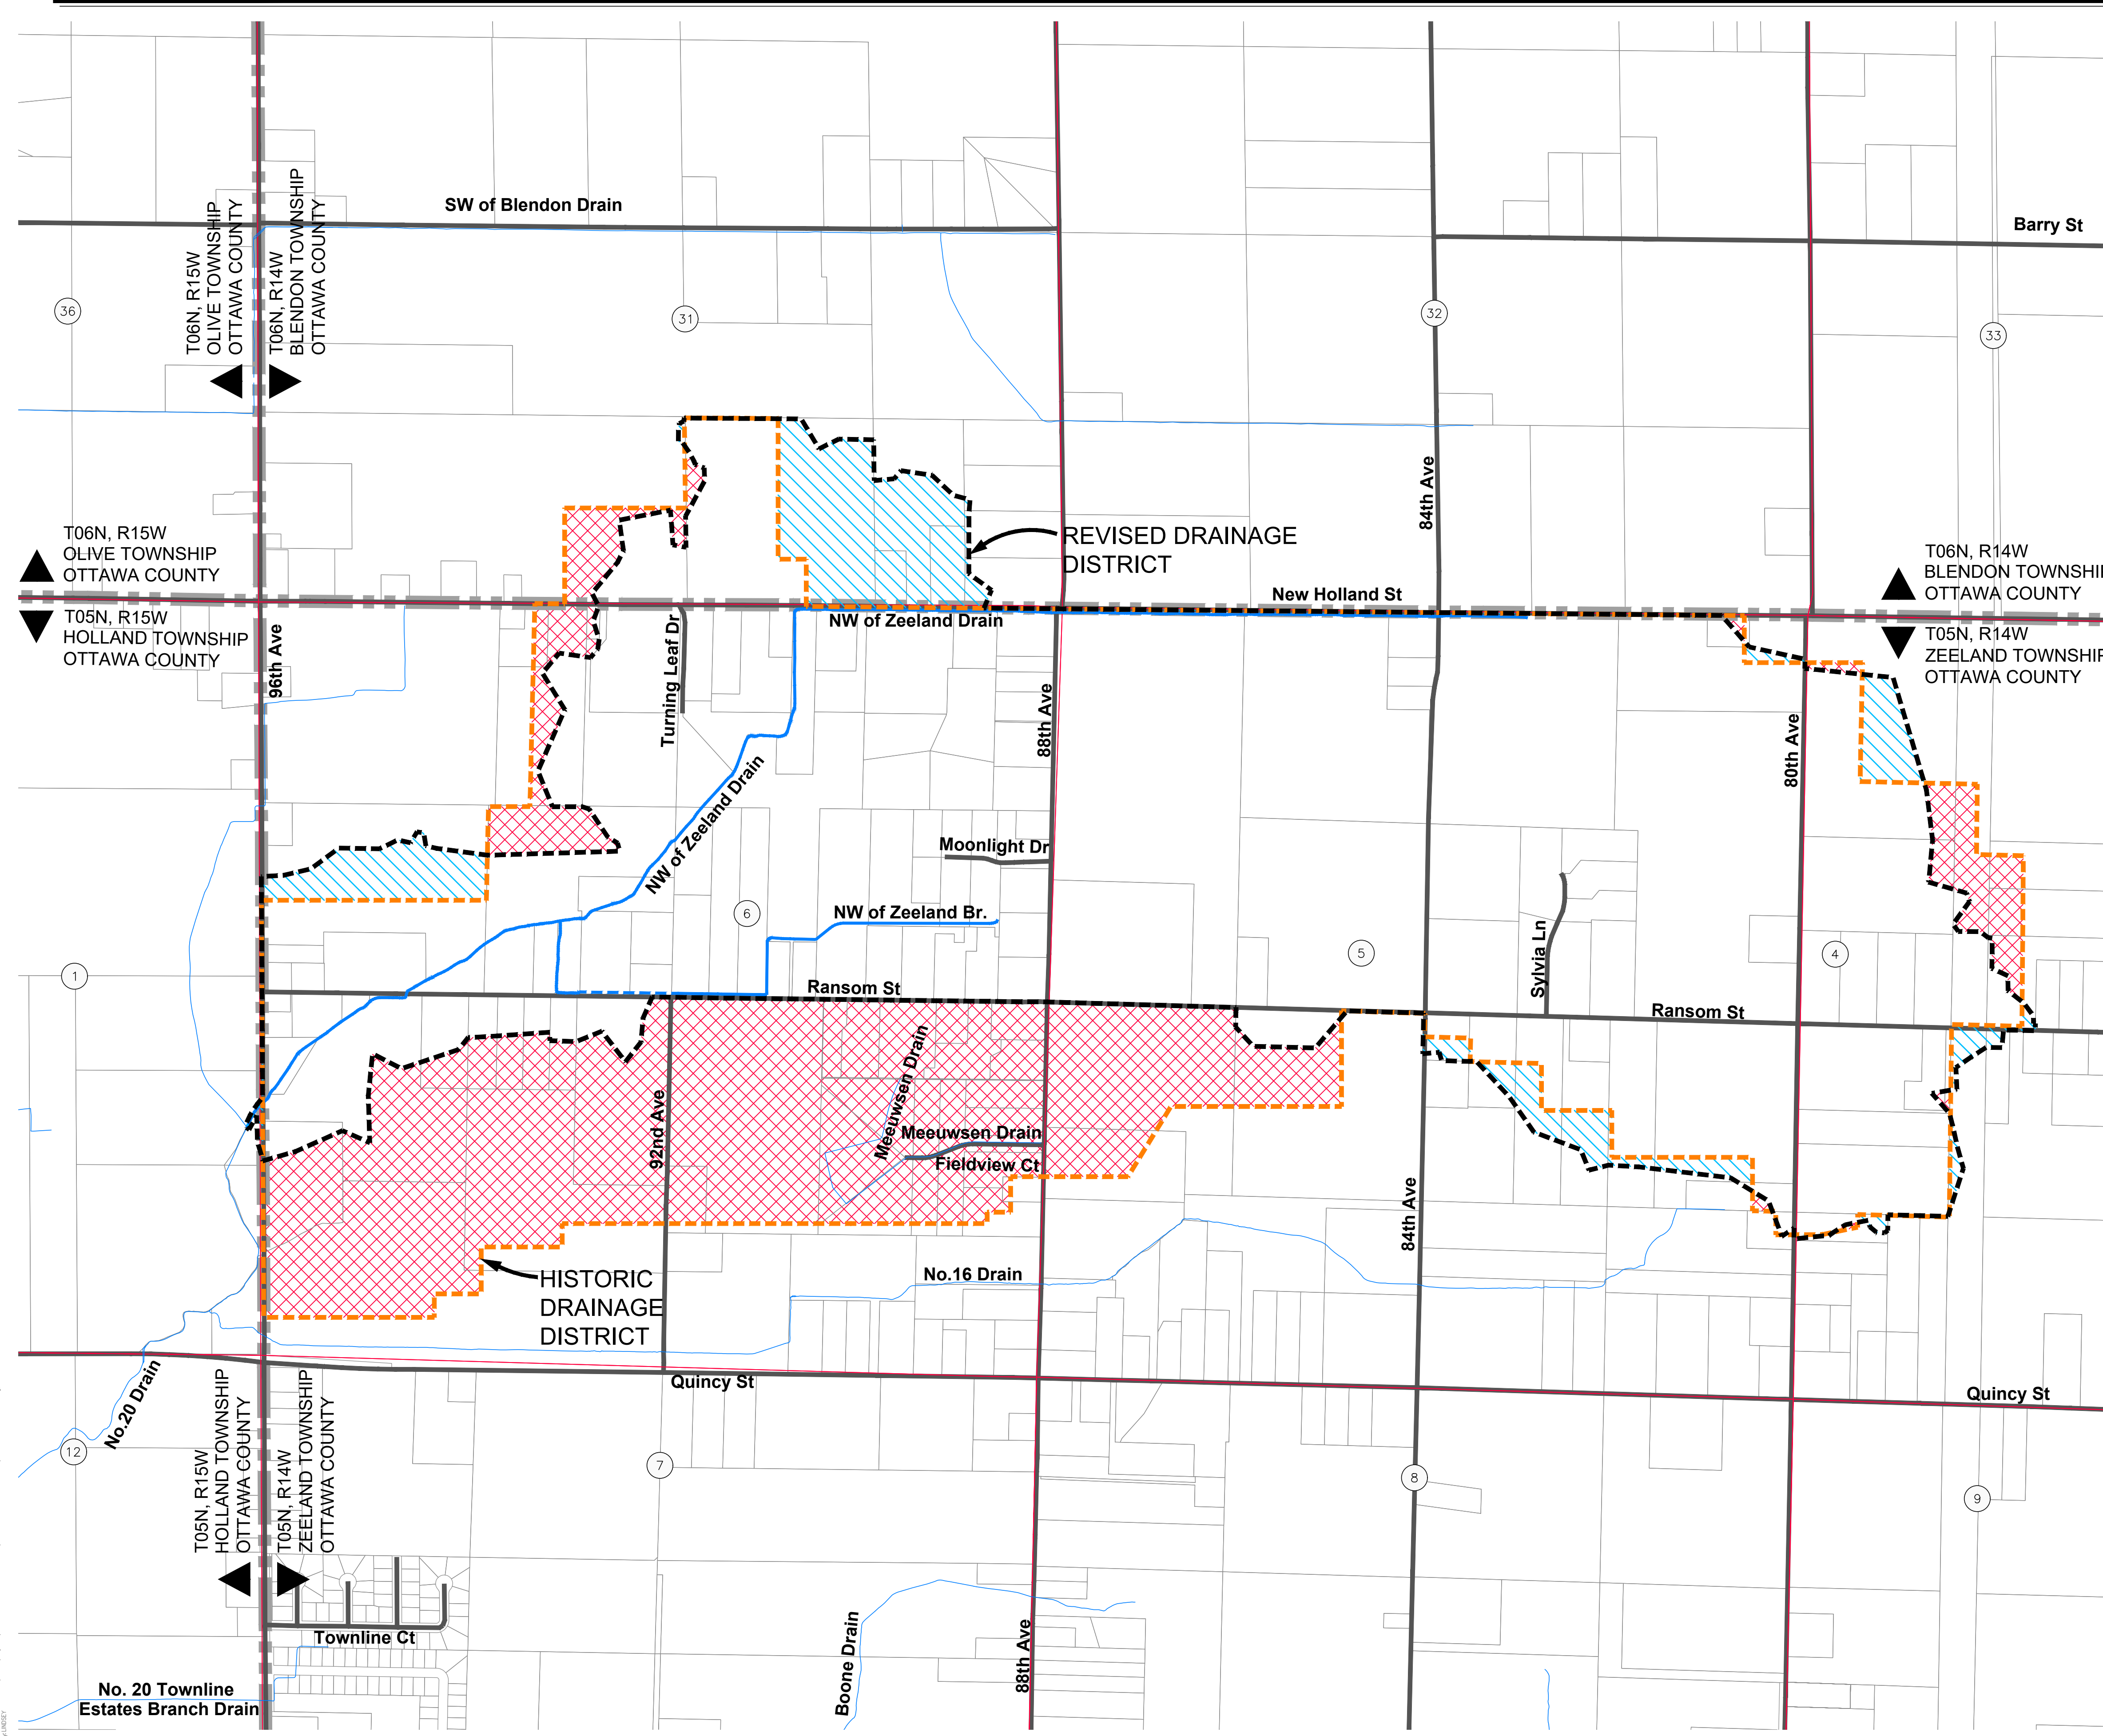 SW of Blendon Drain
Barry St
T06N, R15W
OLIVE TOWNSHIP
OTTAWA COUNTY
T06N, R14W
BLENDON TOWNSHIP
OTTAWA COUNTY
36
31
32
33
84th Ave
REVISED DRAINAGE
DISTRICT
T06N, R15W
OLIVE TOWNSHIP
OTTAWA COUNTY
T05N, R15W
HOLLAND TOWNSHIP
OTTAWA COUNTY
T06N, R14W
BLENDON TOWNSHIP
OTTAWA COUNTY
T05N, R14W
ZEELAND TOWNSHIP
OTTAWA COUNTY
New Holland St
NW of Zeeland Drain
96th Ave
Turning Leaf Dr
88th Ave
80th Ave
NW of Zeeland Drain
Moonlight Dr
6
NW of Zeeland Br.
Sylvia Ln
5
4
1
Ransom St
Ransom St
Meeuwsen Drain
92nd Ave
Meeuwsen Drain
Fieldview Ct
84th Ave
HISTORIC
DRAINAGE
DISTRICT
No.16 Drain
Quincy St
Quincy St
No.20 Drain
12
7
8
9
T05N, R15W
HOLLAND TOWNSHIP
OTTAWA COUNTY
T05N, R14W
ZEELAND TOWNSHIP
OTTAWA COUNTY
Townline Ct
Boone Drain
88th Ave
No. 20 Townline
Estates Branch Drain